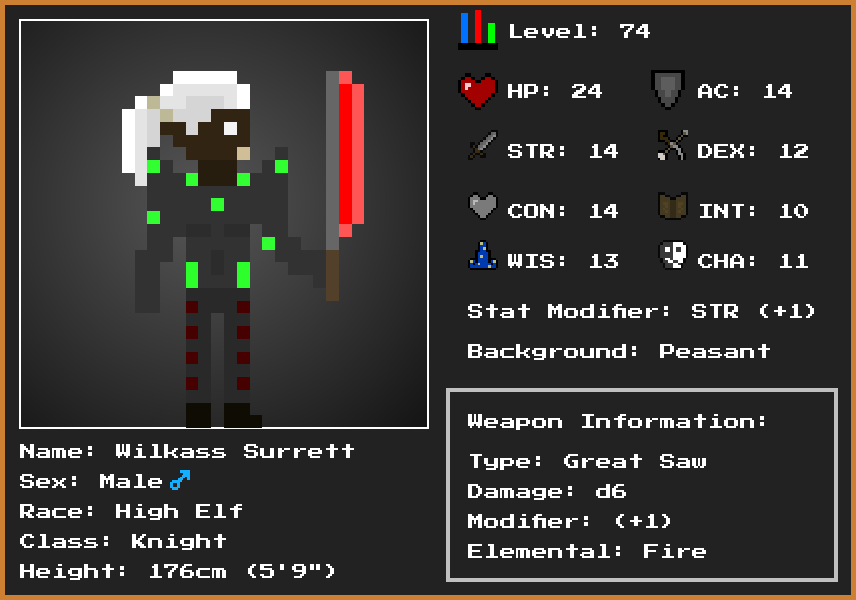 Level: 74
HP: 24
AC: 14
STR: 14
DEX: 12
CON: 14
INT: 10
WIS: 13
CHA: 11
Stat Modifier: STR (+1)
Background: Peasant
Weapon Information:
Type: Great Saw
Damage: d6
Modifier: (+1)
Elemental: Fire
Name: Wilkass Surrett
Sex: Male ♂
Race: High Elf
Class: Knight
Height: 176cm (5'9")